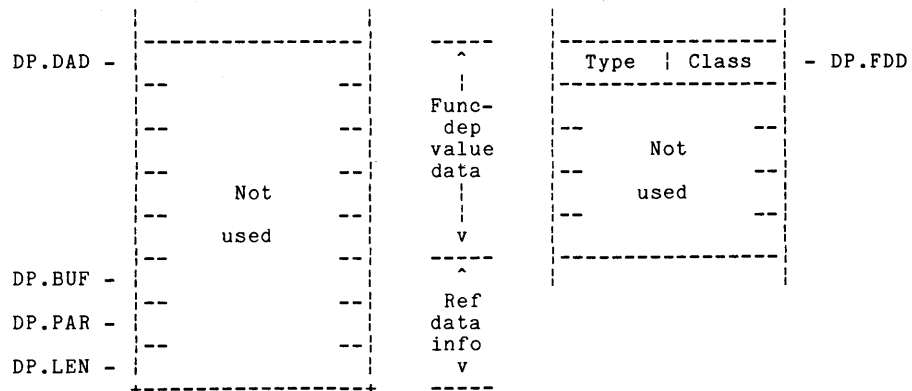 DP.DAD -
^
Type | Class
- DP.FDD
Func-
dep
value
data
Not
used
v
Not
used
DP.BUF -
^
Ref
data
info
v
DP.PAR -
DP.LEN -